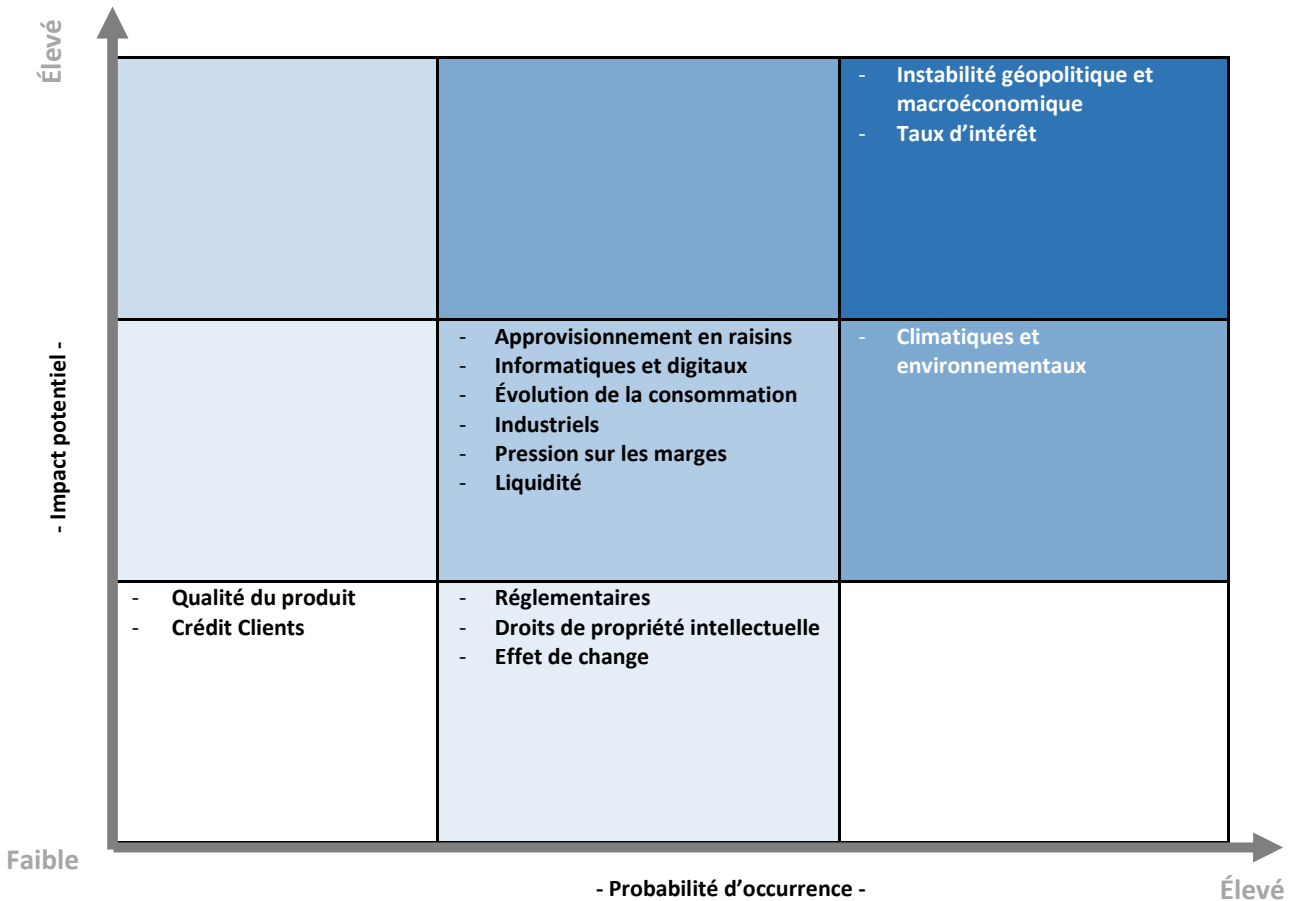 Élevé
- Instabilité géopolitique et
macroéconomique
- Taux d’intérêt
- Impact potentiel -
- Approvisionnement en raisins
- Informatiques et digitaux
- Évolution de la consommation
- Industriels
- Pression sur les marges
- Liquidité
- Climatiques et
environnementaux
- Qualité du produit
- Crédit Clients
- Réglementaires
- Droits de propriété intellectuelle
- Effet de change
Faible
- Probabilité d’occurrence -
Élevé